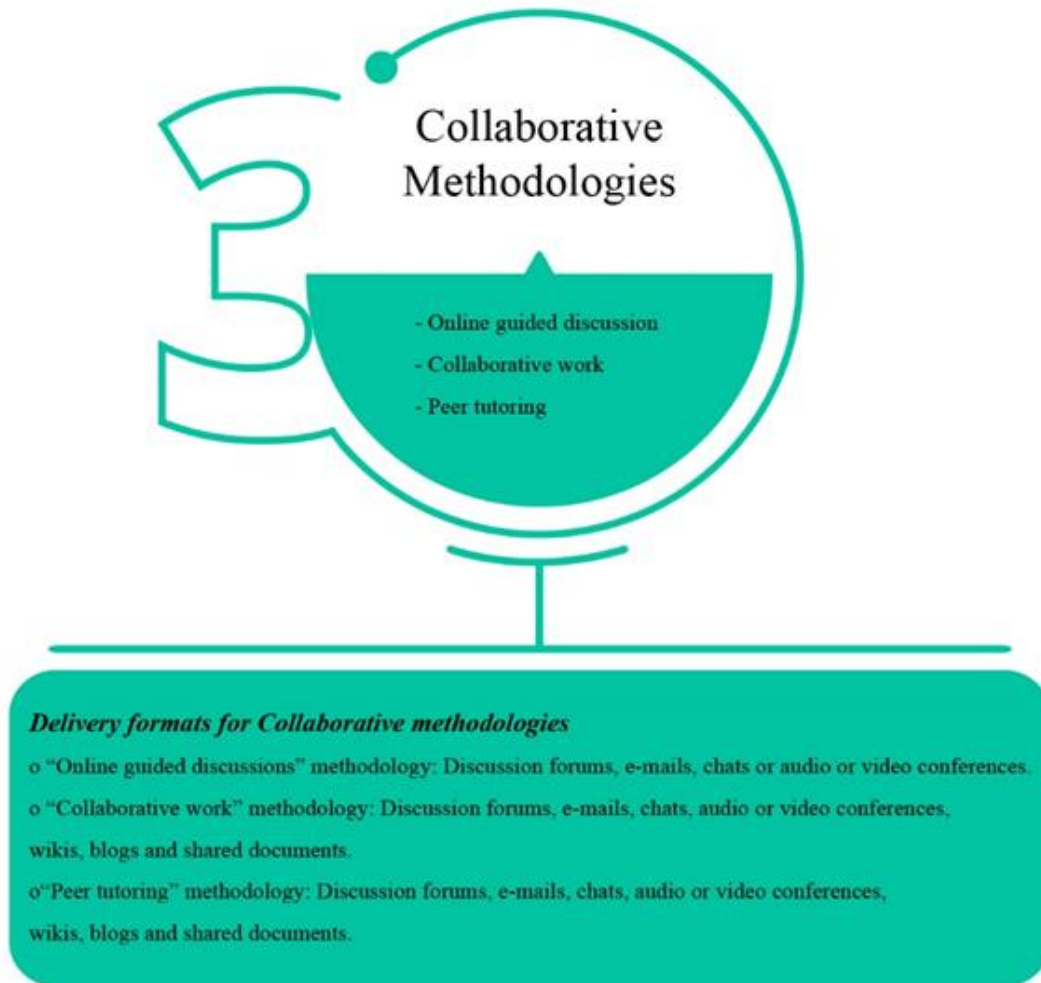 3
Collaborative
Methodologies
- Online guided discussion
- Collaborative work
- Peer tutoring
Delivery formats for Collaborative methodologies
o “Online guided discussions” methodology: Discussion forums, e-mails, chats or audio or video conferences.
o “Collaborative work” methodology: Discussion forums, e-mails, chats, audio or video conferences,
wikis, blogs and shared documents.
o“Peer tutoring” methodology: Discussion forums, e-mails, chats, audio or video conferences,
wikis, blogs and shared documents.